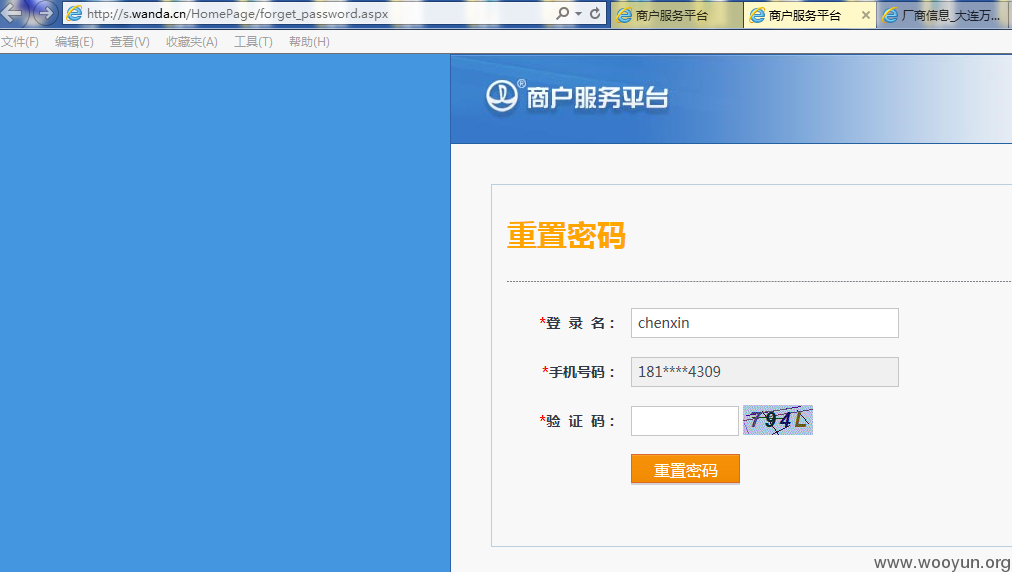 http://s.wanda.cn/HomePage/forget_password.aspx
商户服务平台
商户服务平台
厂商信息_大连万...
文件(F) 编辑(E) 查看(V) 收藏夹(A) 工具(T) 帮助(H)
®商户服务平台
重置密码
*登 录 名：
chenxin
*手机号码：
181****4309
*验 证 码：
794L
重置密码
www.wooyun.org